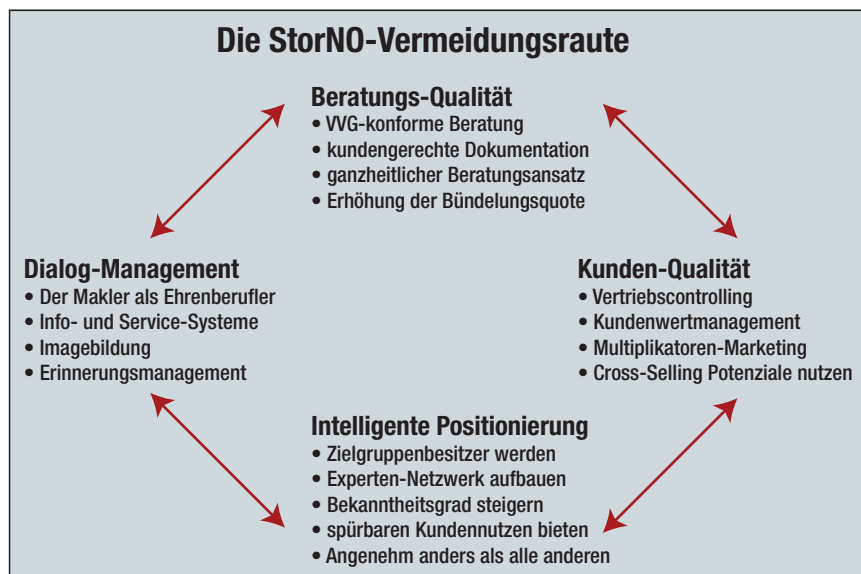 Die StorNO-Vermeidungsraute
Beratungs-Qualität
• VVG-konforme Beratung
• kundengerechte Dokumentation
• ganzheitlicher Beratungsansatz
• Erhöhung der Bündelungsquote
Dialog-Management
• Der Makler als Ehrenberufler
• Info- und Service-Systeme
• Imagebildung
• Erinnerungsmanagement
Kunden-Qualität
• Vertriebscontrolling
• Kundenwertmanagement
• Multiplikatoren-Marketing
• Cross-Selling Potenziale nutzen
Intelligente Positionierung
• Zielgruppenbesitzer werden
• Experten-Netzwerk aufbauen
• Bekanntheitsgrad steigern
• spürbaren Kundennutzen bieten
• Angenehm anders als alle anderen